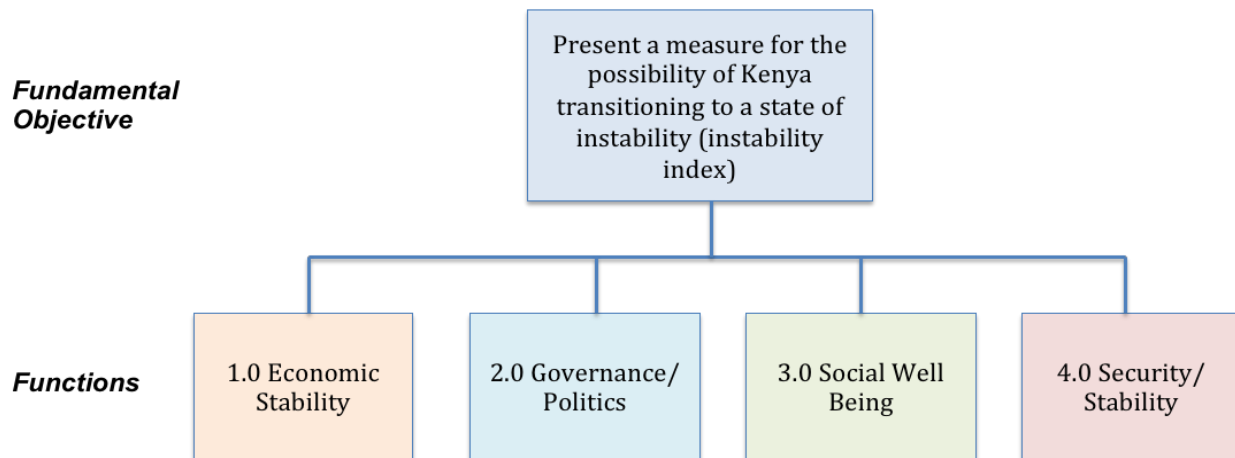 Fundamental
Objective
Present a measure for the
possibility of Kenya
transitioning to a state of
instability (instability
index)
Functions
1.0 Economic
Stability
2.0 Governance/
Politics
3.0 Social Well
Being
4.0 Security/
Stability